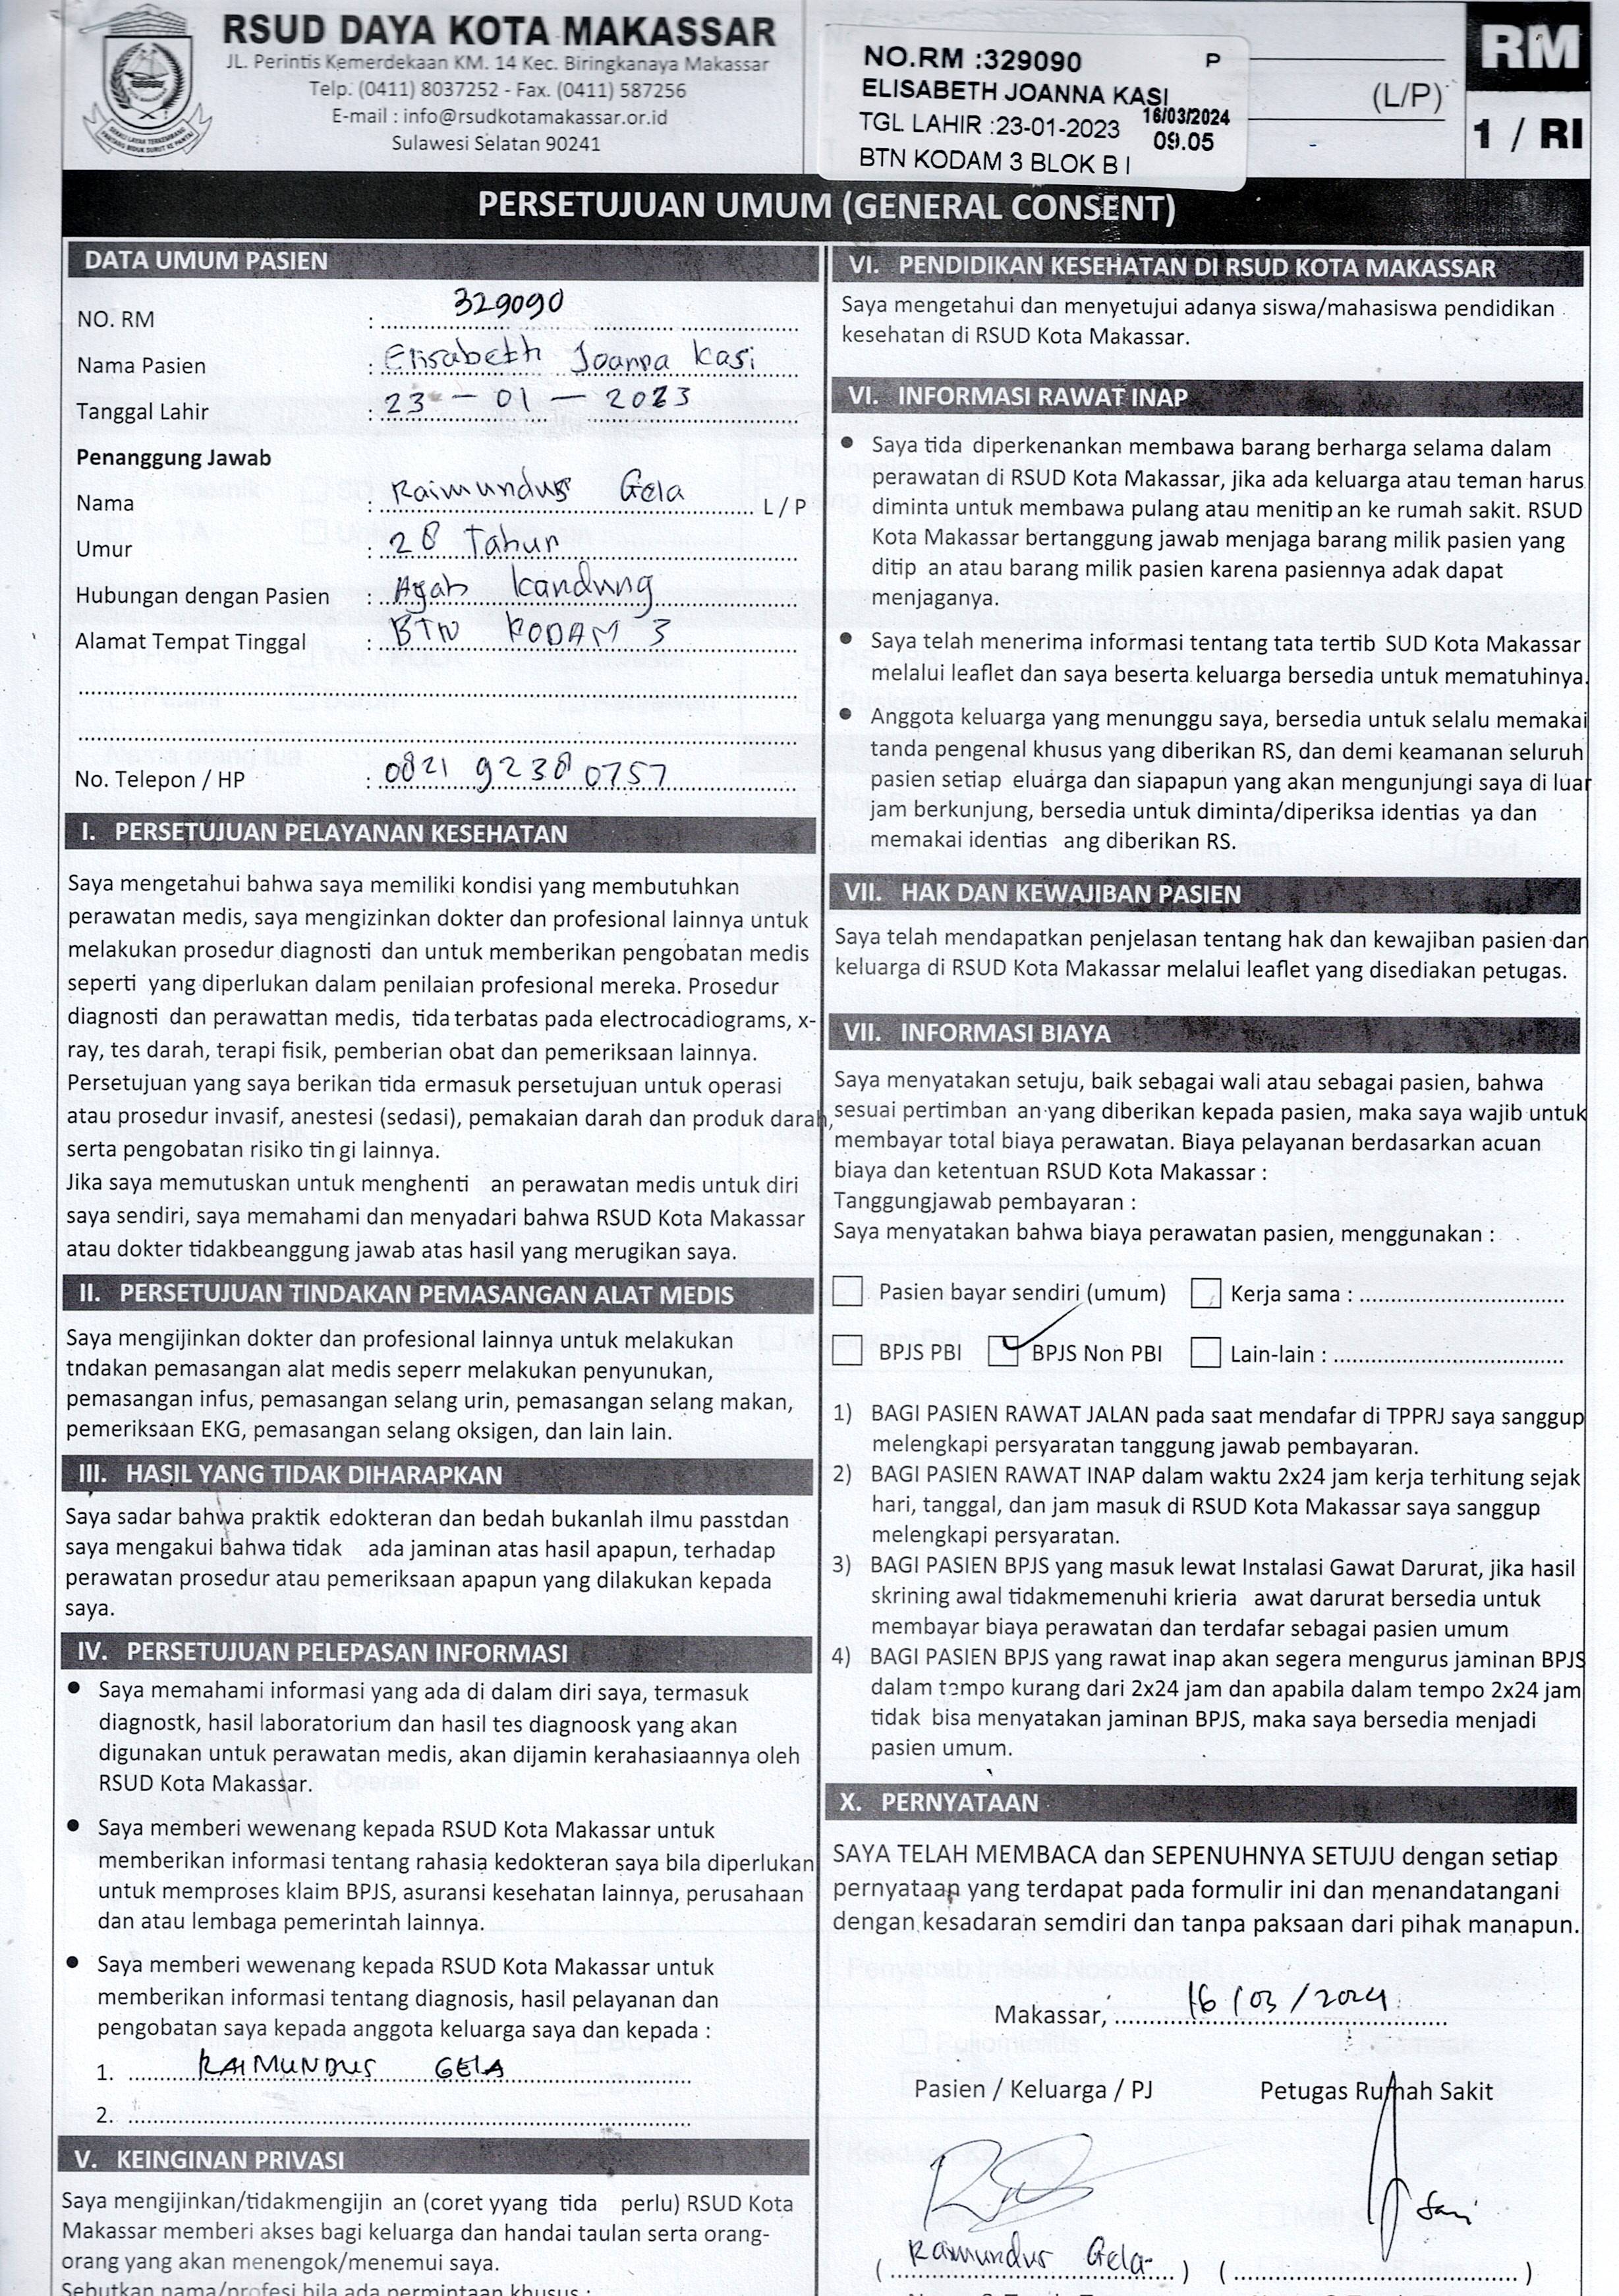 RSUD DAYA KOTA MAKASSAR
JL. Perintis Kemerdekaan KM. 14 Kec. Biringkanaya Makassar
Telp. (0411) 8037252 - Fax. (0411) 587256
E-mail : info@rsudkotamakassar.or.id
Sulawesi Selatan 90241
NO.RM :329090 P
ELISABETH JOANNA KASI
TGL LAHIR :23-01-2023 16/03/2024
09.05
BTN KODAM 3 BLOK B I
(L/P)
RM
1 / RI
PERSETUJUAN UMUM (GENERAL CONSENT)
DATA UMUM PASIEN
NO. RM : 329090
Nama Pasien : Elisabeth Joanna Kasi
Tanggal Lahir : 23 - 01 - 2023
Penanggung Jawab
Nama : Raimundus Gela L / P
Umur : 28 Tahun
Hubungan dengan Pasien : Ayah Kandung
Alamat Tempat Tinggal : BTN KODAM 3
No. Telepon / HP : 0821 9238 0757
I. PERSETUJUAN PELAYANAN KESEHATAN
Saya mengetahui bahwa saya memiliki kondisi yang membutuhkan
perawatan medis, saya mengizinkan dokter dan profesional lainnya untuk
melakukan prosedur diagnosti dan untuk memberikan pengobatan medis
seperti yang diperlukan dalam penilaian profesional mereka. Prosedur
diagnosti dan perawattan medis, tida terbatas pada electrocadiograms, x-
ray, tes darah, terapi fisik, pemberian obat dan pemeriksaan lainnya.
Persetujuan yang saya berikan tida ermasuk persetujuan untuk operasi
atau prosedur invasif, anestesi (sedasi), pemakaian darah dan produk darah,
serta pengobatan risiko tin gi lainnya.
Jika saya memutuskan untuk menghenti an perawatan medis untuk diri
saya sendiri, saya memahami dan menyadari bahwa RSUD Kota Makassar
atau dokter tidakbeanggung jawab atas hasil yang merugikan saya.
II. PERSETUJUAN TINDAKAN PEMASANGAN ALAT MEDIS
Saya mengijinkan dokter dan profesional lainnya untuk melakukan
tndakan pemasangan alat medis seperr melakukan penyunukan,
pemasangan infus, pemasangan selang urin, pemasangan selang makan,
pemeriksaan EKG, pemasangan selang oksigen, dan lain lain.
III. HASIL YANG TIDAK DIHARAPKAN
Saya sadar bahwa praktik edokteran dan bedah bukanlah ilmu passtdan
saya mengakui bahwa tidak ada jaminan atas hasil apapun, terhadap
perawatan prosedur atau pemeriksaan apapun yang dilakukan kepada
saya.
IV. PERSETUJUAN PELEPASAN INFORMASI
● Saya memahami informasi yang ada di dalam diri saya, termasuk
diagnostk, hasil laboratorium dan hasil tes diagnoosk yang akan
digunakan untuk perawatan medis, akan dijamin kerahasiaannya oleh
RSUD Kota Makassar.
● Saya memberi wewenang kepada RSUD Kota Makassar untuk
memberikan informasi tentang rahasia kedokteran saya bila diperlukan
untuk memproses klaim BPJS, asuransi kesehatan lainnya, perusahaan
dan atau lembaga pemerintah lainnya.
● Saya memberi wewenang kepada RSUD Kota Makassar untuk
memberikan informasi tentang diagnosis, hasil pelayanan dan
pengobatan saya kepada anggota keluarga saya dan kepada :
1. RAIMUNDUS GELA
2.
V. KEINGINAN PRIVASI
Saya mengijinkan/tidakmengijin an (coret yyang tida perlu) RSUD Kota
Makassar memberi akses bagi keluarga dan handai taulan serta orang-
orang yang akan menengok/menemui saya.
Sebutkan nama/profesi bila ada permintaan khusus :
VI. PENDIDIKAN KESEHATAN DI RSUD KOTA MAKASSAR
Saya mengetahui dan menyetujui adanya siswa/mahasiswa pendidikan
kesehatan di RSUD Kota Makassar.
VI. INFORMASI RAWAT INAP
● Saya tida diperkenankan membawa barang berharga selama dalam
perawatan di RSUD Kota Makassar, jika ada keluarga atau teman harus
diminta untuk membawa pulang atau menitip an ke rumah sakit. RSUD
Kota Makassar bertanggung jawab menjaga barang milik pasien yang
ditip an atau barang milik pasien karena pasiennya adak dapat
menjaganya.
● Saya telah menerima informasi tentang tata tertib SUD Kota Makassar
melalui leaflet dan saya beserta keluarga bersedia untuk mematuhinya.
● Anggota keluarga yang menunggu saya, bersedia untuk selalu memakai
tanda pengenal khusus yang diberikan RS, dan demi keamanan seluruh
pasien setiap eluarga dan siapapun yang akan mengunjungi saya di luar
jam berkunjung, bersedia untuk diminta/diperiksa identias ya dan
memakai identias ang diberikan RS.
VII. HAK DAN KEWAJIBAN PASIEN
Saya telah mendapatkan penjelasan tentang hak dan kewajiban pasien dan
keluarga di RSUD Kota Makassar melalui leaflet yang disediakan petugas.
VII. INFORMASI BIAYA
Saya menyatakan setuju, baik sebagai wali atau sebagai pasien, bahwa
sesuai pertimban an yang diberikan kepada pasien, maka saya wajib untuk
membayar total biaya perawatan. Biaya pelayanan berdasarkan acuan
biaya dan ketentuan RSUD Kota Makassar :
Tanggungjawab pembayaran :
Saya menyatakan bahwa biaya perawatan pasien, menggunakan :
Pasien bayar sendiri (umum) Kerja sama :
BPJS PBI BPJS Non PBI Lain-lain :
1) BAGI PASIEN RAWAT JALAN pada saat mendafar di TPPRJ saya sanggup
melengkapi persyaratan tanggung jawab pembayaran.
2) BAGI PASIEN RAWAT INAP dalam waktu 2x24 jam kerja terhitung sejak
hari, tanggal, dan jam masuk di RSUD Kota Makassar saya sanggup
melengkapi persyaratan.
3) BAGI PASIEN BPJS yang masuk lewat Instalasi Gawat Darurat, jika hasil
skrining awal tidakmemenuhi krieria awat darurat bersedia untuk
membayar biaya perawatan dan terdafar sebagai pasien umum
4) BAGI PASIEN BPJS yang rawat inap akan segera mengurus jaminan BPJS
dalam tempo kurang dari 2x24 jam dan apabila dalam tempo 2x24 jam
tidak bisa menyatakan jaminan BPJS, maka saya bersedia menjadi
pasien umum.
X. PERNYATAAN
SAYA TELAH MEMBACA dan SEPENUHNYA SETUJU dengan setiap
pernyataan yang terdapat pada formulir ini dan menandatangani
dengan kesadaran semdiri dan tanpa paksaan dari pihak manapun.
Makassar, 16/03/2024
Pasien / Keluarga / PJ Petugas Rumah Sakit
Sari
( Raimundus Gela ) ( )